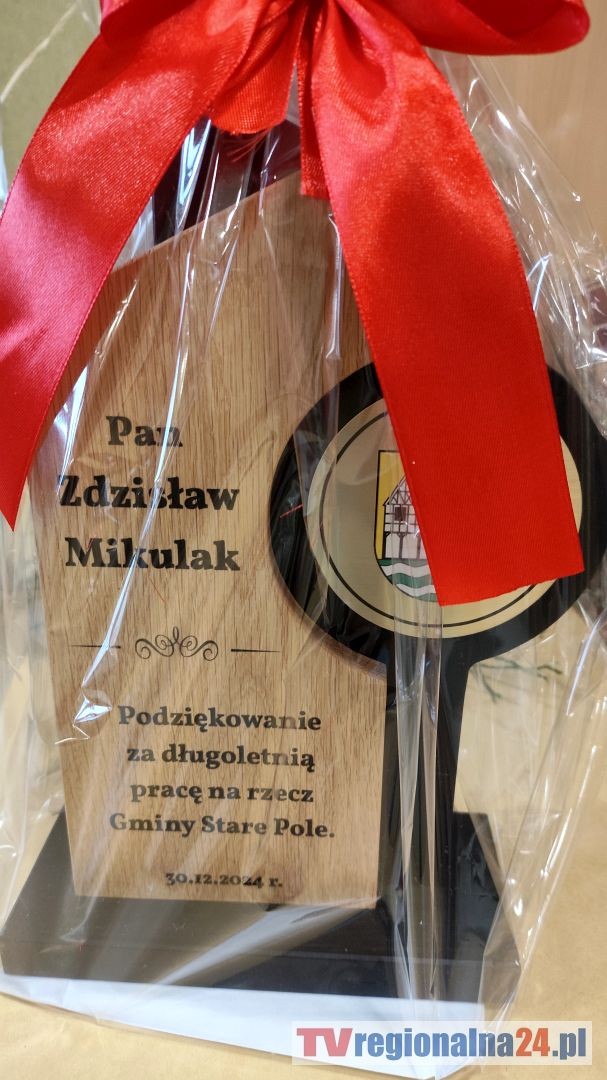 Pan
Zdzisław
Mikulak
Podziękowanie
za długoletnią
pracę na rzecz
Gminy Stare Pole.
30.12.2024 r.
TVregionalna24.pl